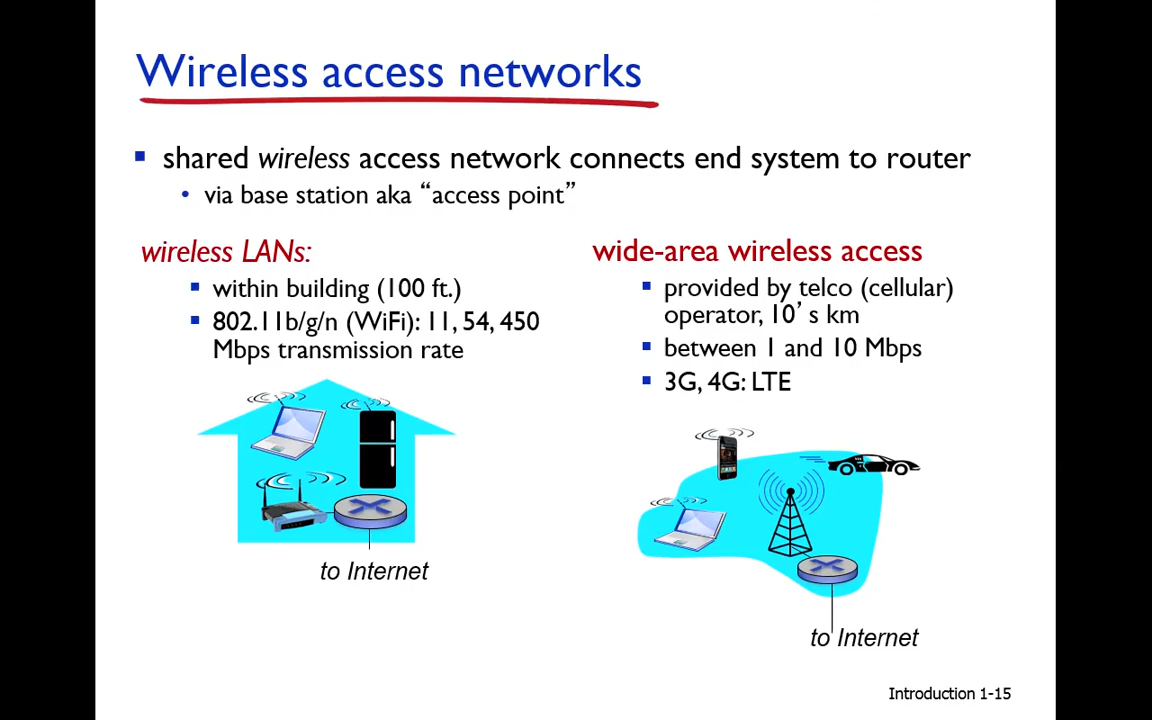 Wireless access networks
shared wireless access network connects end system to router
via base station aka “access point”
wireless LANs:
within building (100 ft.)
802.11b/g/n (WiFi): 11, 54, 450
Mbps transmission rate
to Internet
wide-area wireless access
provided by telco (cellular)
operator, 10’ s km
between 1 and 10 Mbps
3G, 4G: LTE
to Internet
Introduction 1-15